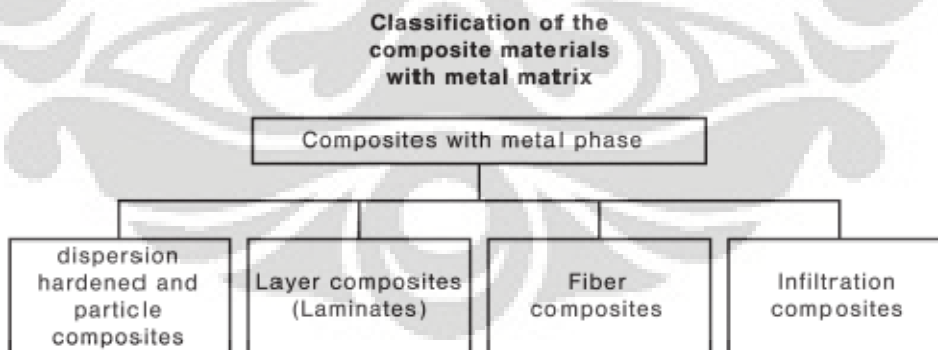 Classification of the
composite materials
with metal matrix
Composites with metal phase
dispersion
hardened and
particle
composites
Layer composites
(Laminates)
Fiber
composites
Infiltration
composites